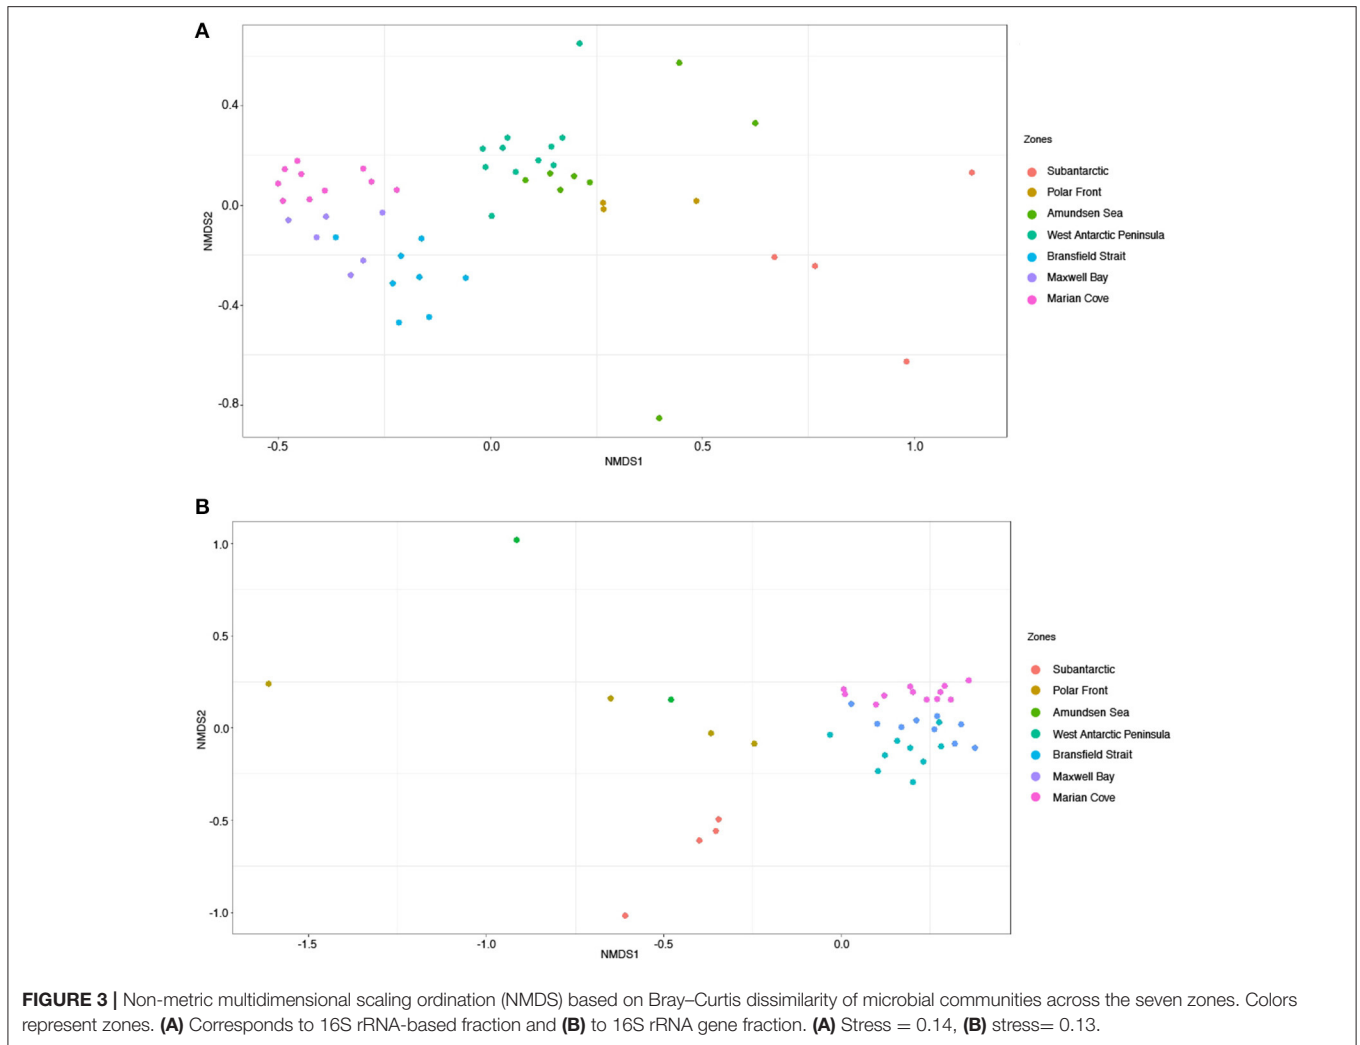 A
0.4
0.0
-0.4
-0.8
NMDS2
-0.5
0.0
0.5
1.0
NMDS1
Zones
Subantarctic
Polar Front
Amundsen Sea
West Antarctic Peninsula
Bransfield Strait
Maxwell Bay
Marian Cove
B
1.0
0.5
0.0
-0.5
-1.0
NMDS2
-1.5
-1.0
-0.5
0.0
NMDS1
Zones
Subantarctic
Polar Front
Amundsen Sea
West Antarctic Peninsula
Bransfield Strait
Maxwell Bay
Marian Cove
FIGURE 3 | Non-metric multidimensional scaling ordination (NMDS) based on Bray–Curtis dissimilarity of microbial communities across the seven zones. Colors
represent zones. (A) Corresponds to 16S rRNA-based fraction and (B) to 16S rRNA gene fraction. (A) Stress = 0.14, (B) stress= 0.13.